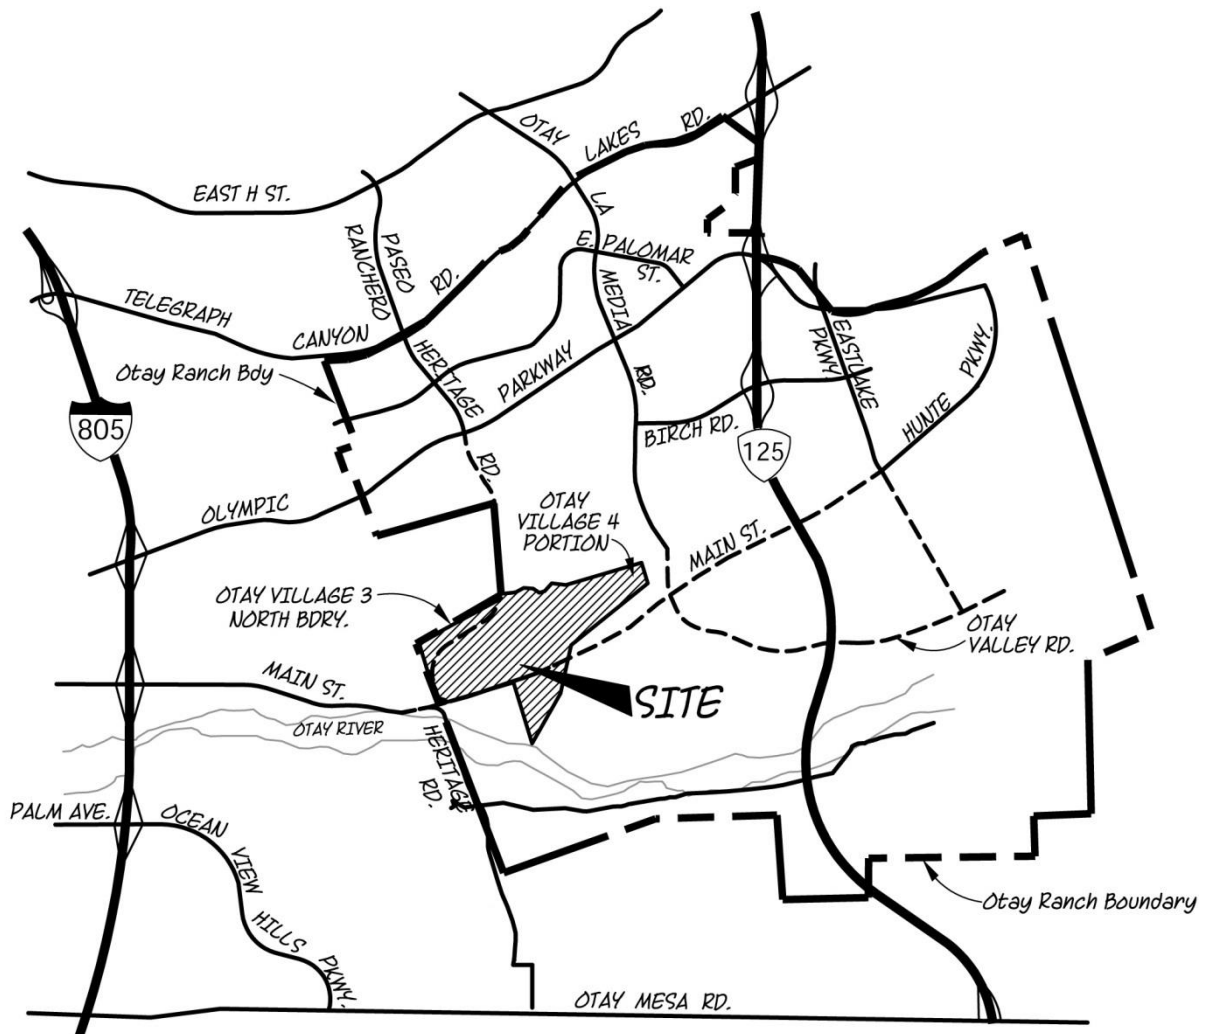 OTAY
LAKES
RD.
EAST H ST.
LA
PASEO
RANCHERO
E. PALOMAR
ST.
RD.
MEDIA
TELEGRAPH
CANYON
HERITAGE
PARKWAY
EASTLAKE
PKWY
PKWY.
Otay Ranch Bdy
RD.
HUNTE
805
BIRCH RD.
125
RD.
OLYMPIC
OTAY
VILLAGE 4
PORTION
MAIN ST.
OTAY VILLAGE 3
NORTH BDRY.
OTAY
VALLEY RD.
MAIN ST.
SITE
OTAY RIVER
HERITAGE
RD.
PALM AVE.
OCEAN
VIEW
HILLS
PKWY.
Otay Ranch Boundary
OTAY MESA RD.